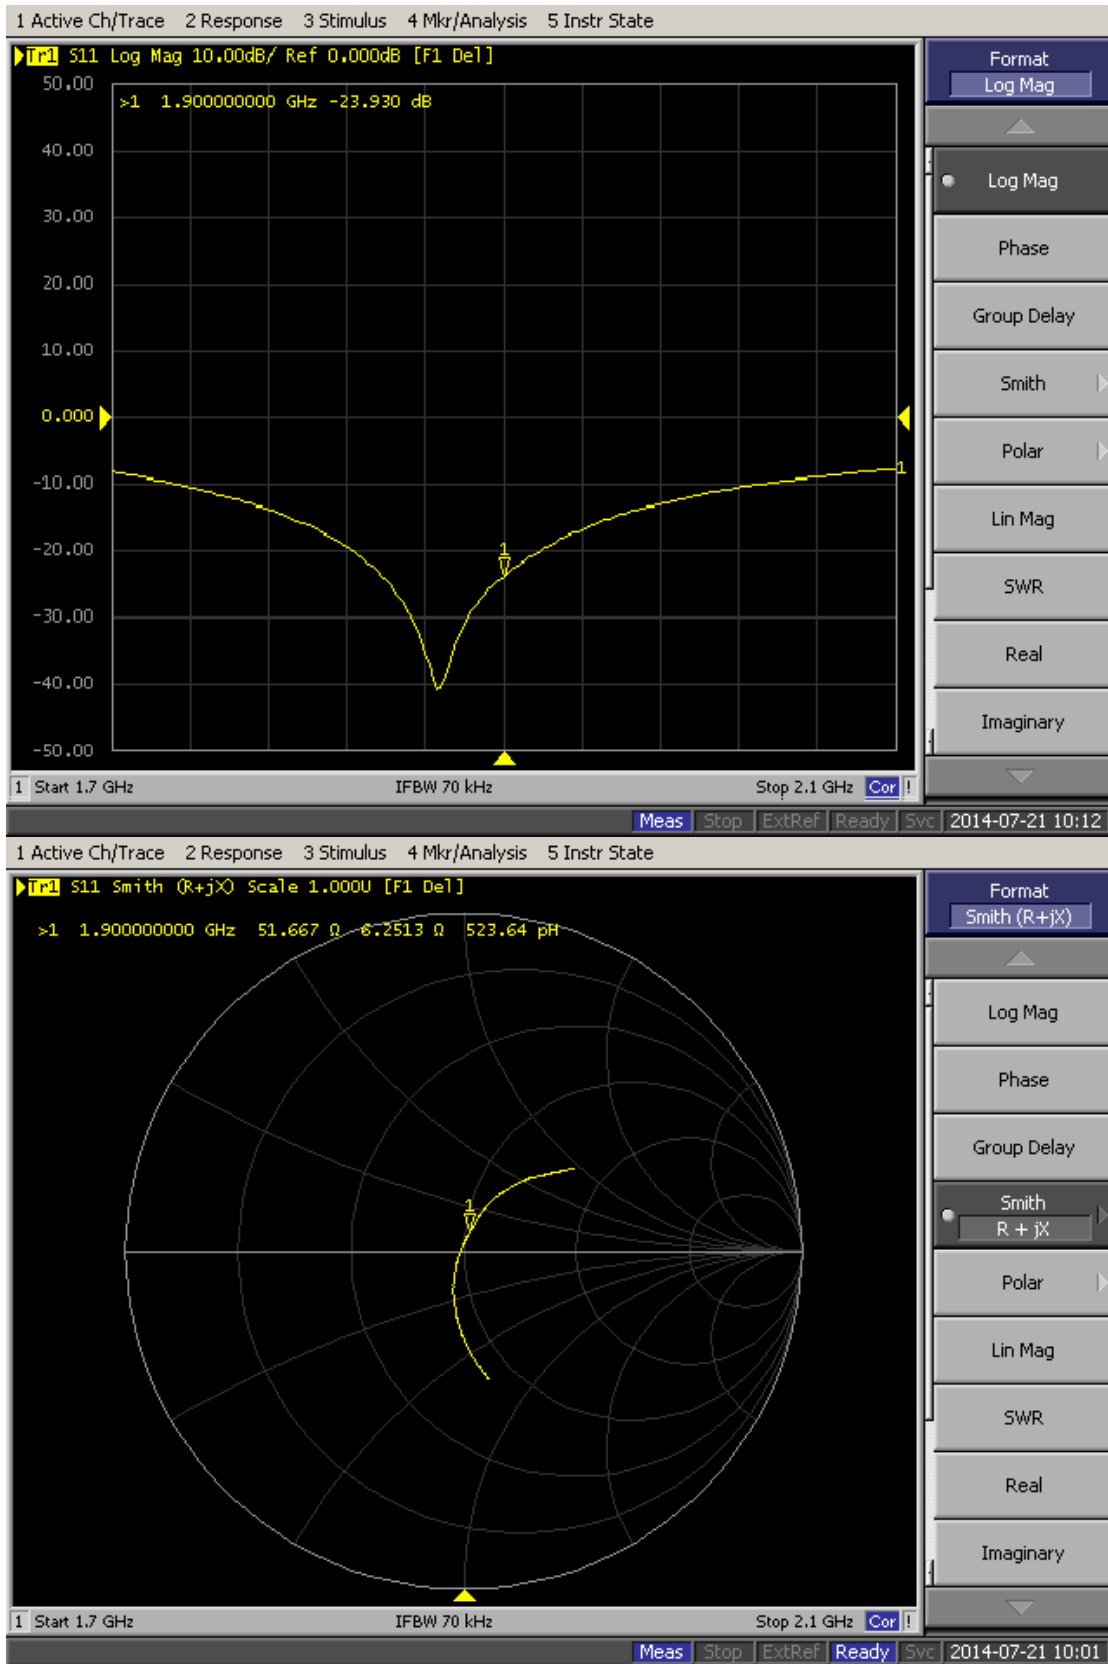 1 Active Ch/Trace 2 Response 3 Stimulus 4 Mkr/Analysis 5 Instr State
Tr1 S11 Log Mag 10.00dB/ Ref 0.000dB [F1 Del]
>1 1.900000000 GHz -23.930 dB
50.00
40.00
30.00
20.00
10.00
0.000
-10.00
-20.00
-30.00
-40.00
-50.00
1
1
1 Start 1.7 GHz IFBW 70 kHz Stop 2.1 GHz Cor !
Format
Log Mag
Log Mag
Phase
Group Delay
Smith
Polar
Lin Mag
SWR
Real
Imaginary
Meas Stop ExtRef Ready Svc 2014-07-21 10:12
1 Active Ch/Trace 2 Response 3 Stimulus 4 Mkr/Analysis 5 Instr State
Tr1 S11 Smith (R+jX) Scale 1.000U [F1 Del]
>1 1.900000000 GHz 51.667 Ω 6.2513 Ω 523.64 pH
1
1 Start 1.7 GHz IFBW 70 kHz Stop 2.1 GHz Cor !
Format
Smith (R+jX)
Log Mag
Phase
Group Delay
Smith
R + jX
Polar
Lin Mag
SWR
Real
Imaginary
Meas Stop ExtRef Ready Svc 2014-07-21 10:01